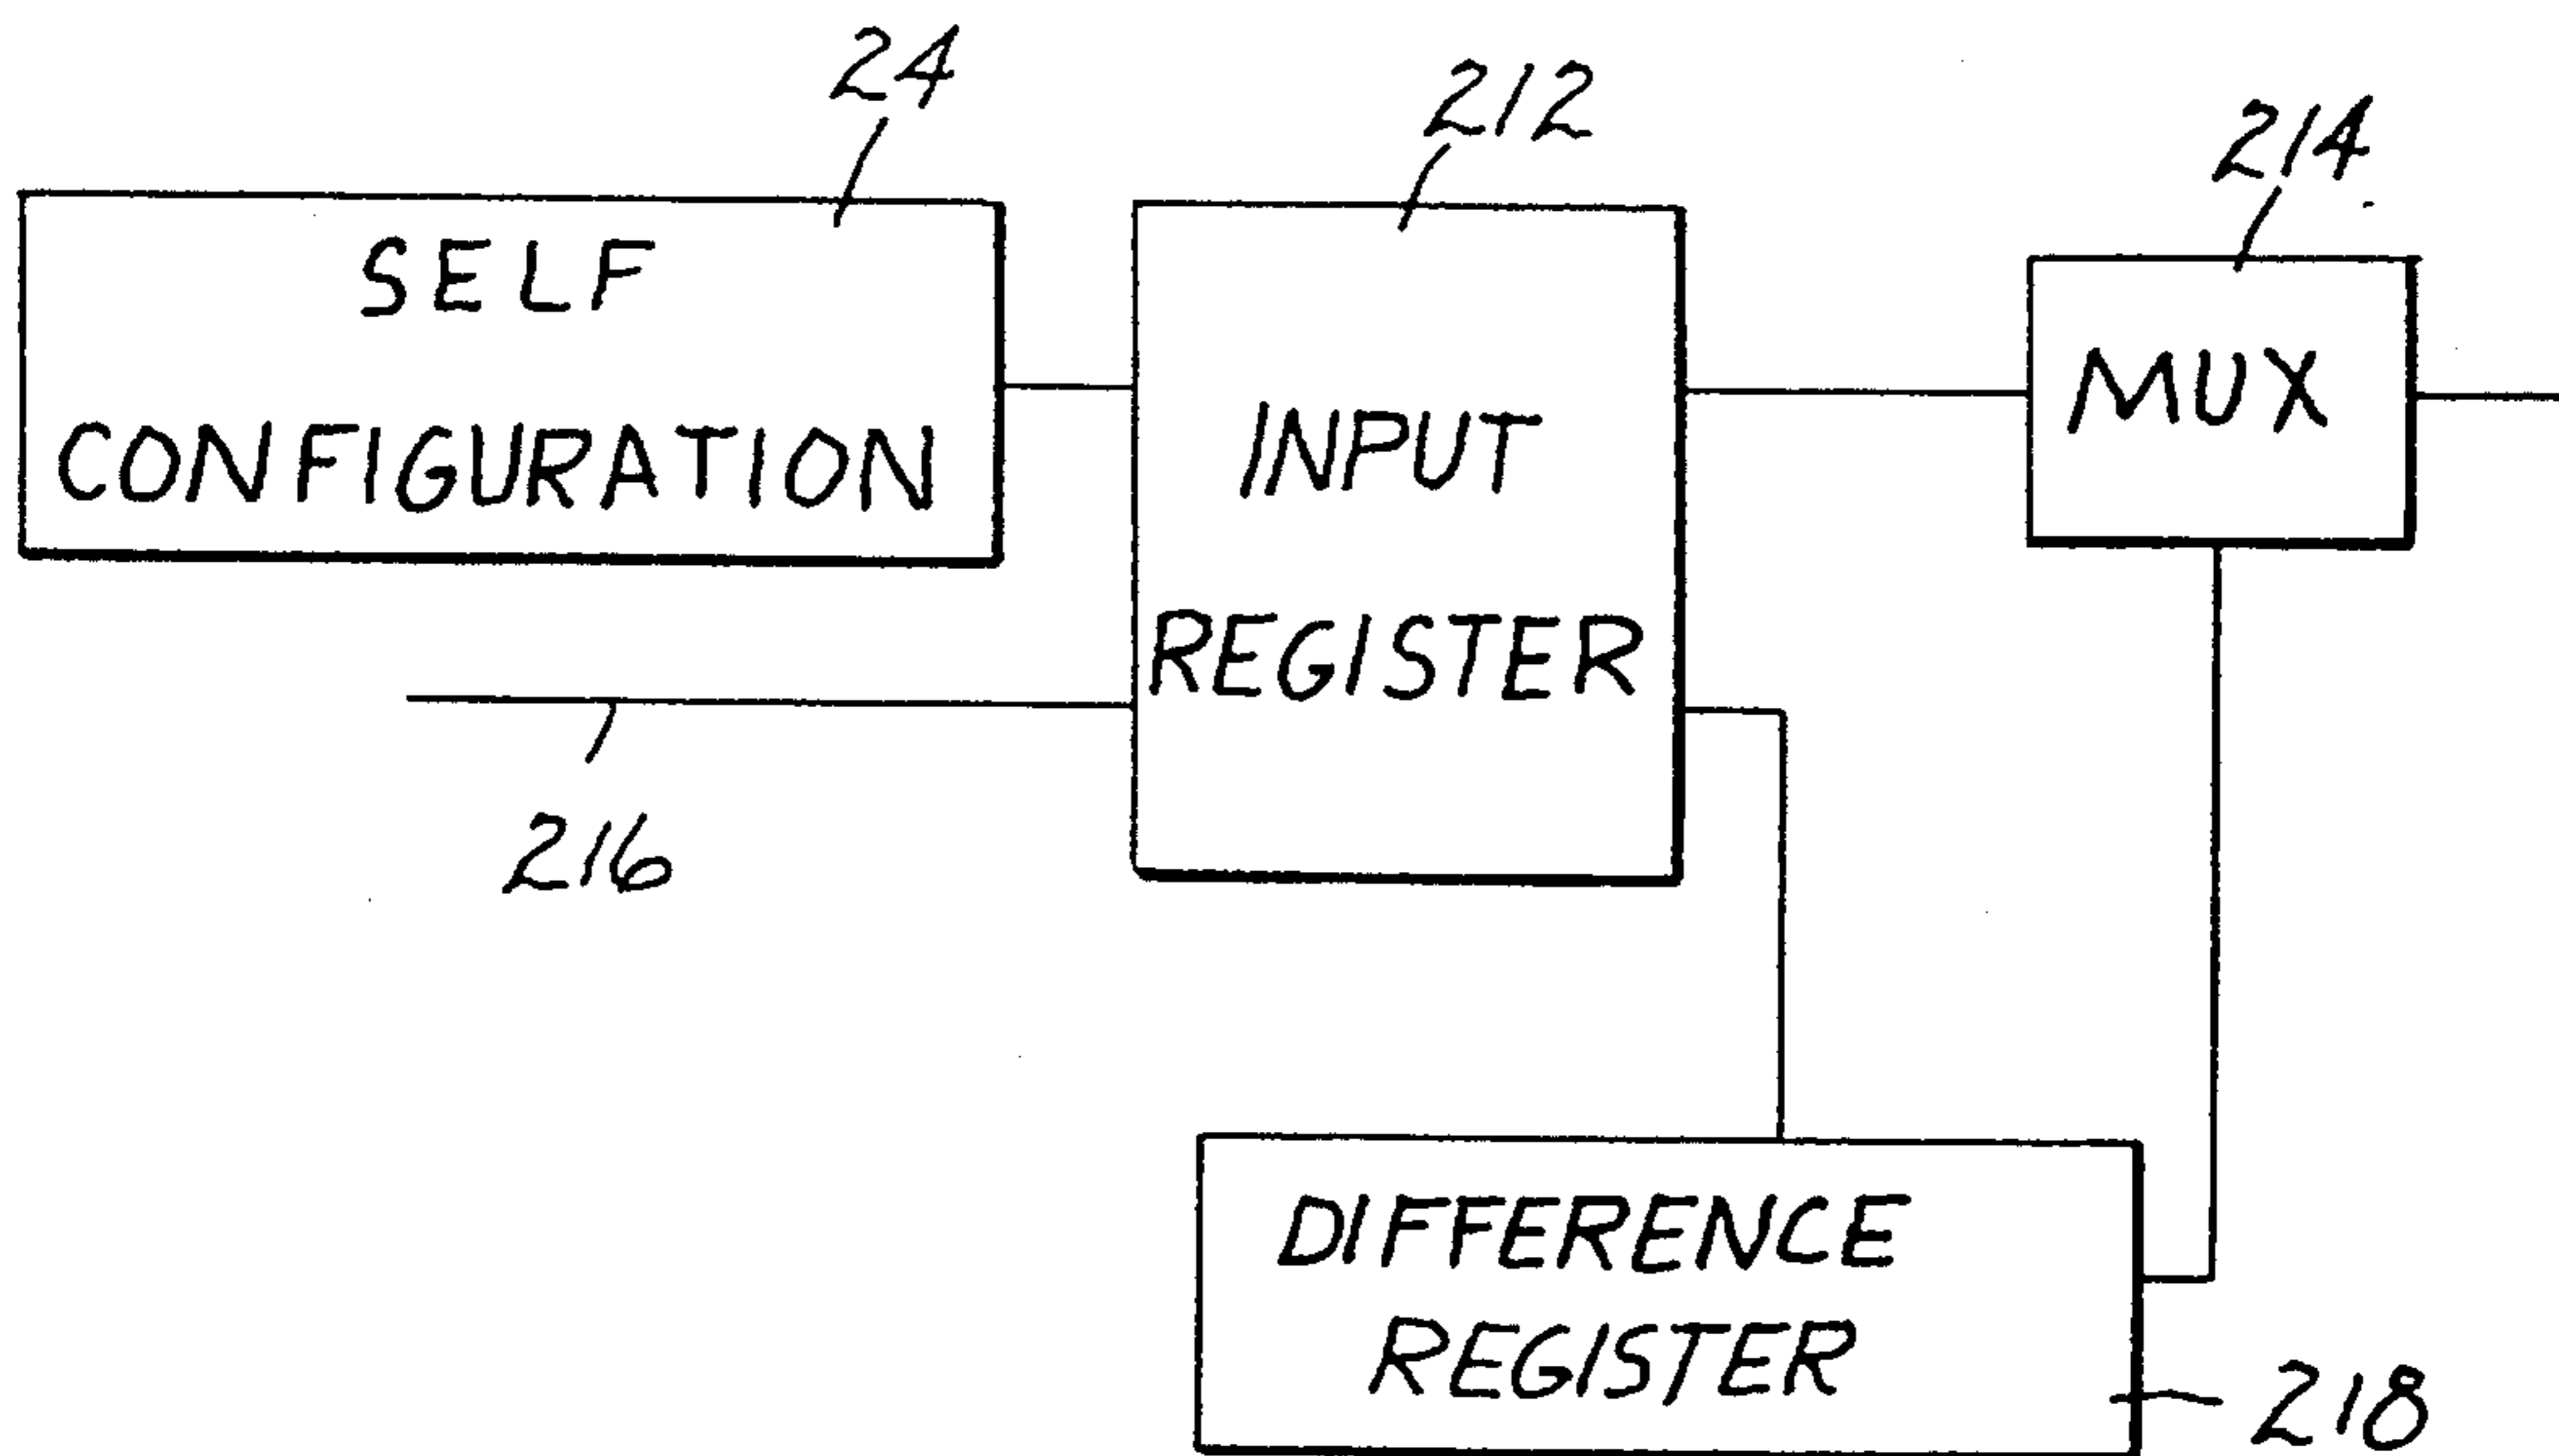 24
212
214
SELF
CONFIGURATION
INPUT
REGISTER
MUX
216
DIFFERENCE
REGISTER
218